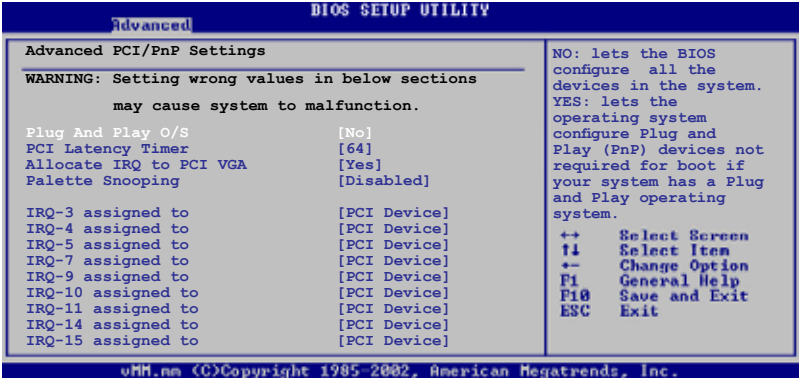 BIOS SETUP UTILITY
Advanced
Advanced PCI/PnP Settings
WARNING: Setting wrong values in below sections
may cause system to malfunction.
Plug And Play O/S [No]
PCI Latency Timer [64]
Allocate IRQ to PCI VGA [Yes]
Palette Snooping [Disabled]
IRQ-3 assigned to [PCI Device]
IRQ-4 assigned to [PCI Device]
IRQ-5 assigned to [PCI Device]
IRQ-7 assigned to [PCI Device]
IRQ-9 assigned to [PCI Device]
IRQ-10 assigned to [PCI Device]
IRQ-11 assigned to [PCI Device]
IRQ-14 assigned to [PCI Device]
IRQ-15 assigned to [PCI Device]
NO: lets the BIOS
configure all the
devices in the system.
YES: lets the
operating system
configure Plug and
Play (PnP) devices not
required for boot if
your system has a Plug
and Play operating
system.
↔ Select Screen
↑↓ Select Item
+- Change Option
F1 General Help
F10 Save and Exit
ESC Exit
vMM.mm (C)Copyright 1985-2002, American Megatrends, Inc.